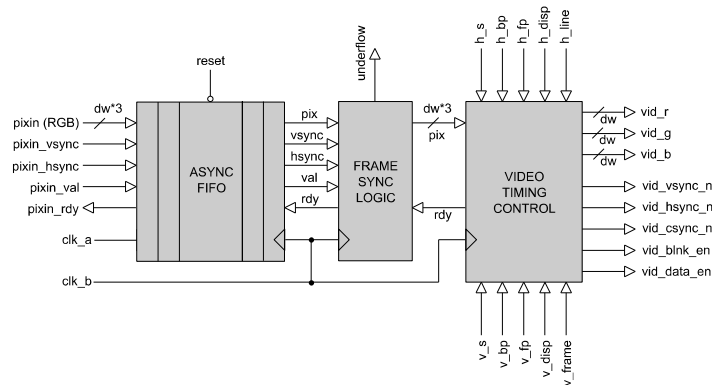 h_s
h_bp
h_fp
h_disp
h_line
underflow
reset
dw*3
pix
dw*3
pix
pixin (RGB)
pixin_vsync
pixin_hsync
pixin_val
pixin_rdy
clk_a
clk_b
ASYNC
FIFO
vsync
hsync
val
rdy
FRAME
SYNC
LOGIC
rdy
VIDEO
TIMING
CONTROL
vid_r
dw
vid_g
dw
vid_b
dw
vid_vsync_n
vid_hsync_n
vid_csync_n
vid_blnk_en
vid_data_en
v_s
v_bp
v_fp
v_disp
v_frame